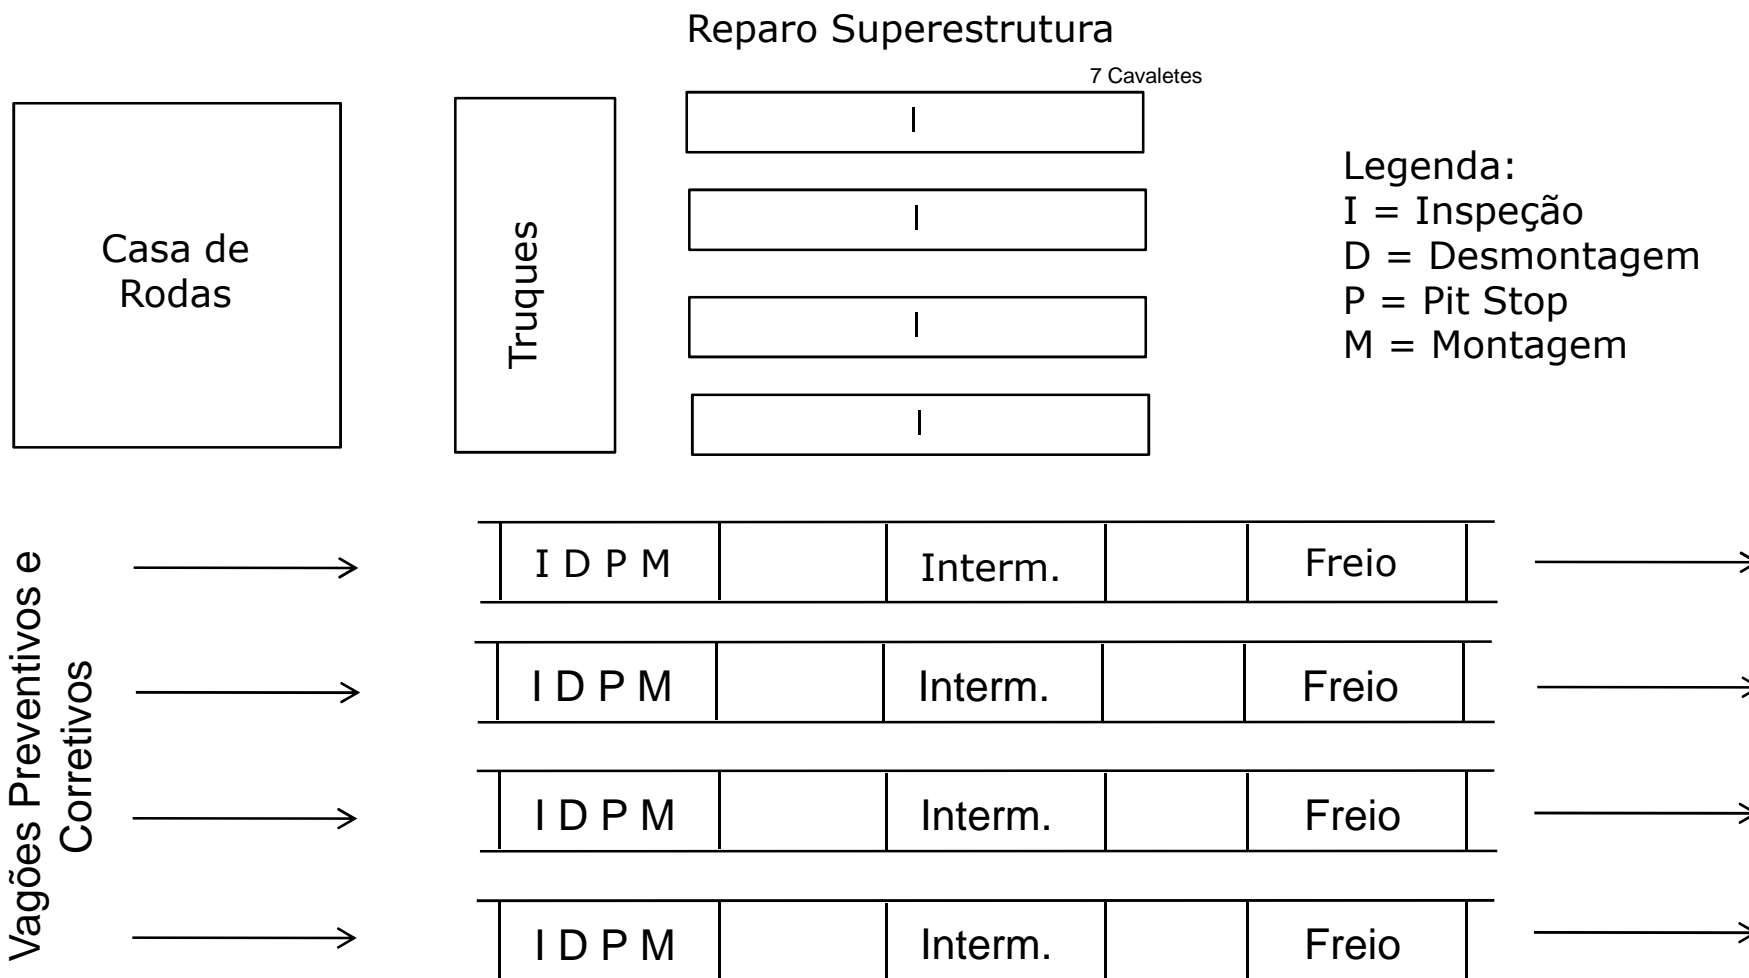 Reparo Superestrutura
7 Cavaletes
I
I
I
I
Casa de
Rodas
Truques
Legenda:
I = Inspeção
D = Desmontagem
P = Pit Stop
M = Montagem
Vagões Preventivos e
Corretivos
I D P M
Interm.
Freio
I D P M
Interm.
Freio
I D P M
Interm.
Freio
I D P M
Interm.
Freio